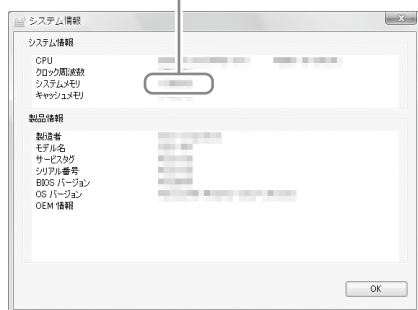 システム情報
システム情報
CPU
クロック周波数
システムメモリ
キャッシュメモリ
製品情報
製造者
モデル名
サービスタグ
シリアル番号
BIOS バージョン
OS バージョン
OEM 情報
OK